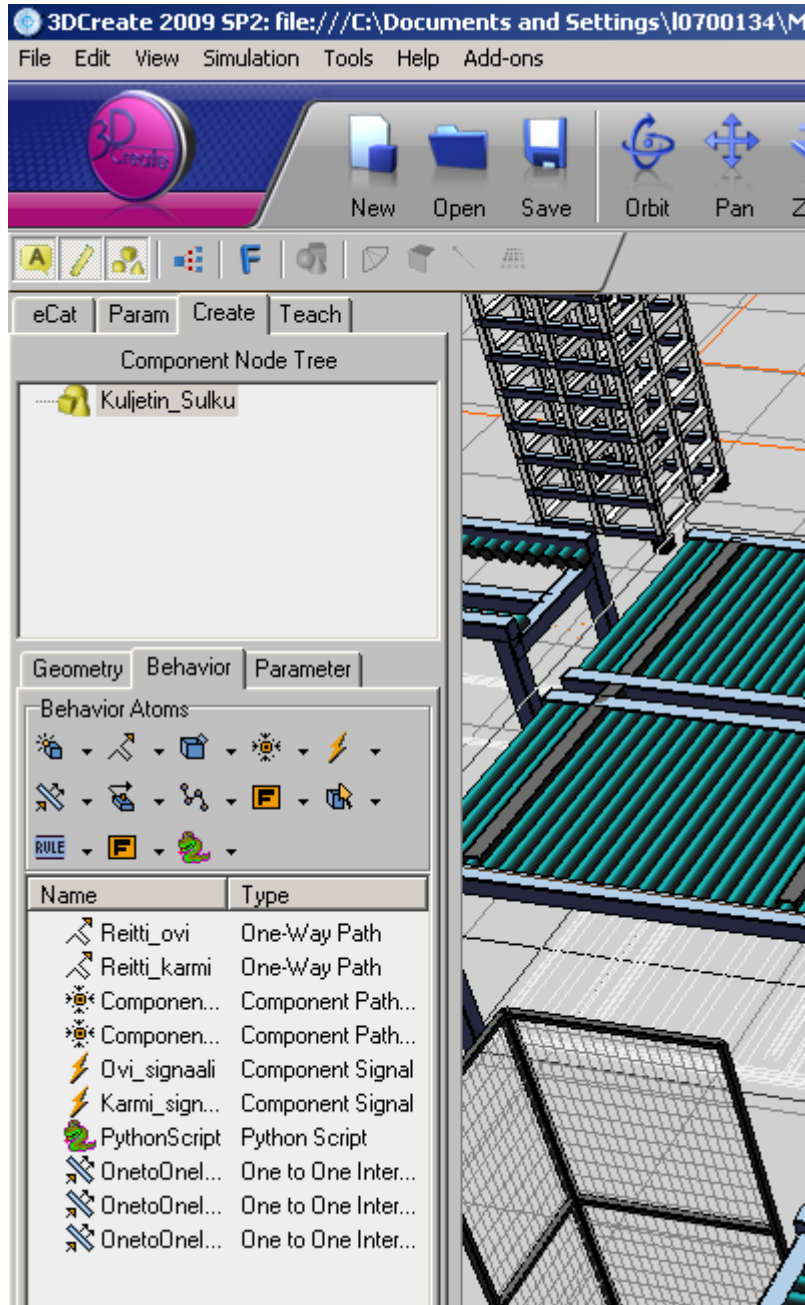 3DCreate 2009 SP2: file:///C:\Documents and Settings\l0700134\M
File Edit View Simulation Tools Help Add-ons
3D
Create
New Open Save Orbit Pan Z
A F
eCat Param Create Teach
Component Node Tree
Kuljetin_Sulku
Geometry Behavior Parameter
Behavior Atoms
F
RULE F
Name Type
Reitti_ovi One-Way Path
Reitti_karmi One-Way Path
Componen... Component Path...
Componen... Component Path...
Ovi_signaali Component Signal
Karmi_sign... Component Signal
PythonScript Python Script
OnetoOneI... One to One Inter...
OnetoOneI... One to One Inter...
OnetoOneI... One to One Inter...